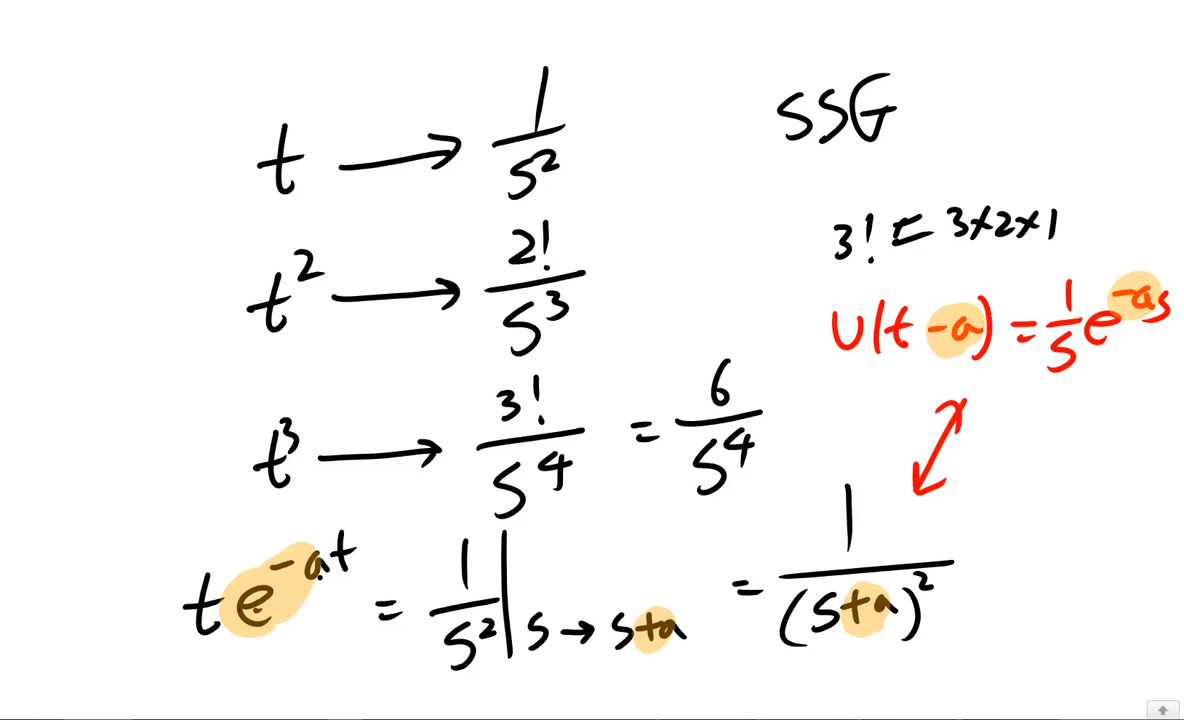 t → 1/s²
SSG
t² → 2!/s³
3! = 3×2×1
u(t-a) = 1/s e^{-as}
t³ → 3!/s⁴ = 6/s⁴
te^{-at} = 1/s² | s → s+a = 1/(s+a)²